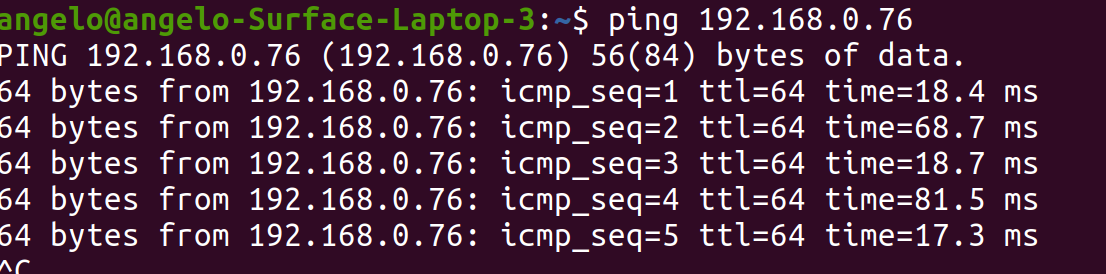 angelo@angelo-Surface-Laptop-3:~$ ping 192.168.0.76
PING 192.168.0.76 (192.168.0.76) 56(84) bytes of data.
64 bytes from 192.168.0.76: icmp_seq=1 ttl=64 time=18.4 ms
64 bytes from 192.168.0.76: icmp_seq=2 ttl=64 time=68.7 ms
64 bytes from 192.168.0.76: icmp_seq=3 ttl=64 time=18.7 ms
64 bytes from 192.168.0.76: icmp_seq=4 ttl=64 time=81.5 ms
64 bytes from 192.168.0.76: icmp_seq=5 ttl=64 time=17.3 ms
^C